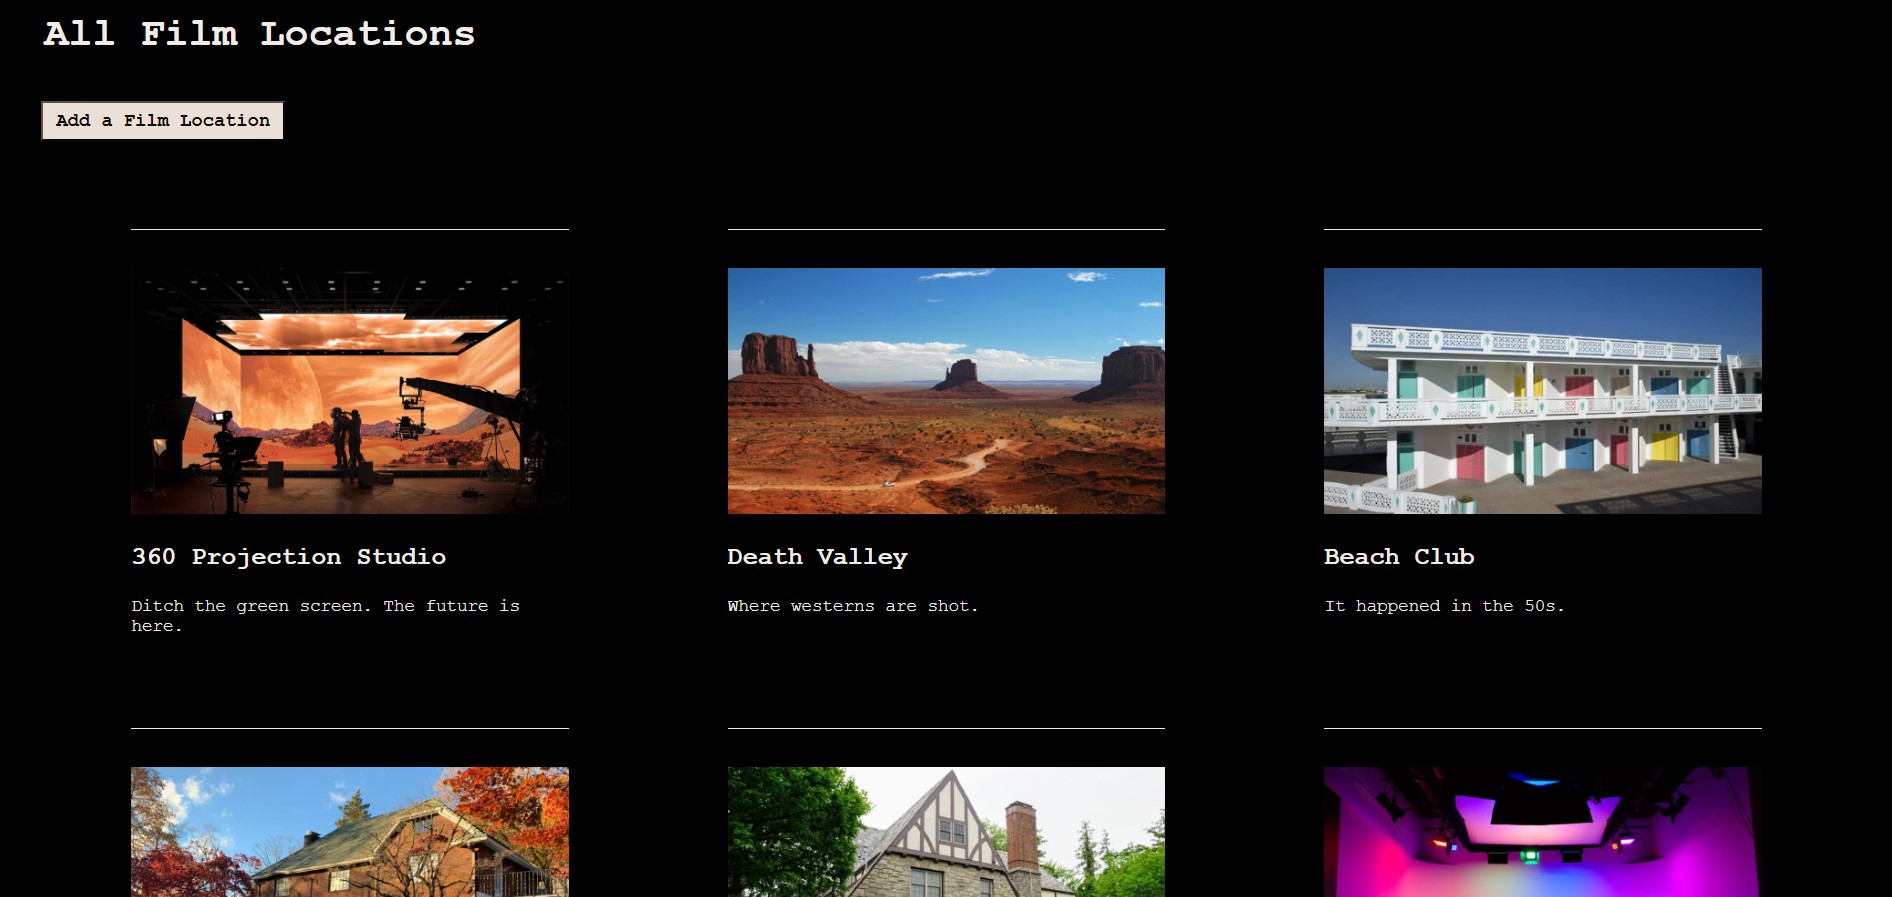 All Film Locations
Add a Film Location
360 Projection Studio
Death Valley
Beach Club
Ditch the green screen. The future is
here.
Where westerns are shot.
It happened in the 50s.